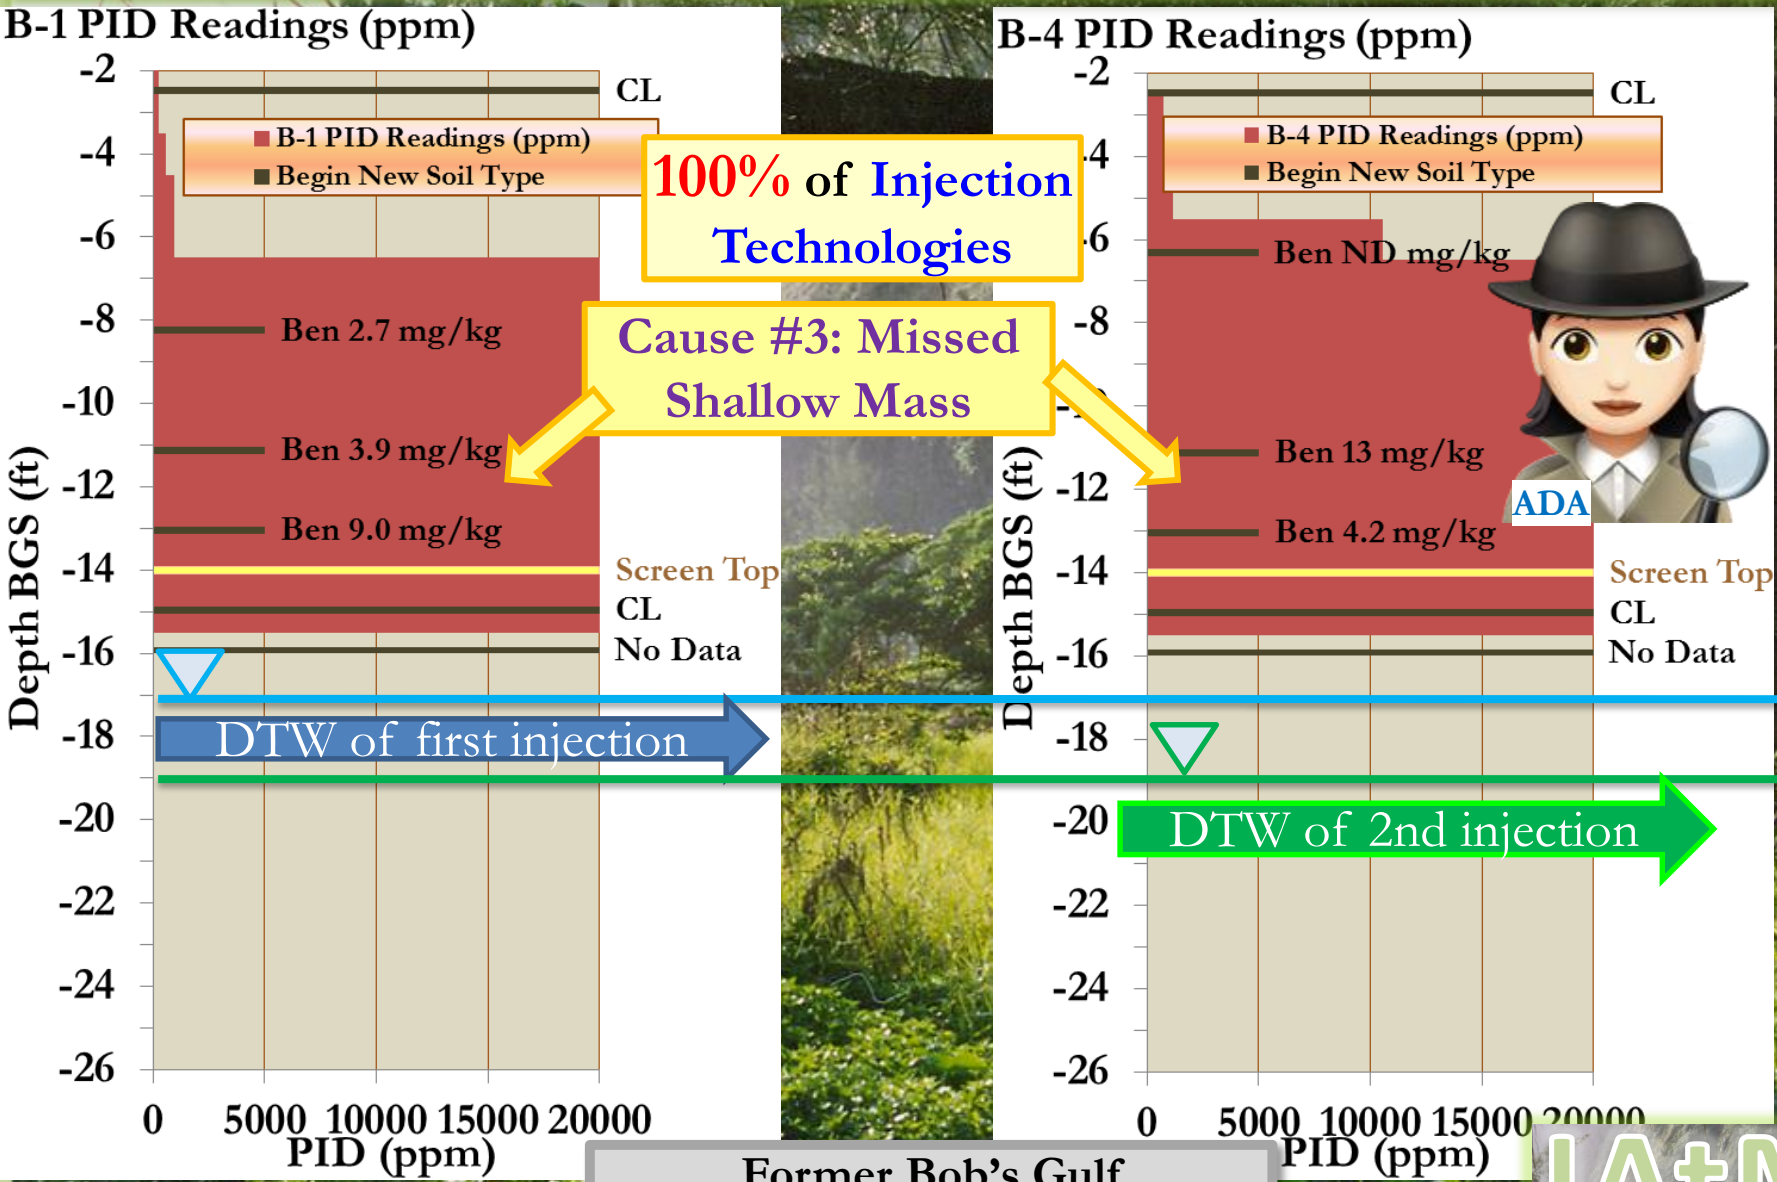 B-1 PID Readings (ppm)
-2
-4
-6
-8
-10
-12
-14
-16
-18
-20
-22
-24
-26
Depth BGS (ft)
0 5000 10000 15000 20000
PID (ppm)
CL
B-1 PID Readings (ppm)
Begin New Soil Type
Ben 2.7 mg/kg
Ben 3.9 mg/kg
Ben 9.0 mg/kg
Screen Top
CL
No Data
DTW of first injection
100% of Injection
Technologies
Cause #3: Missed
Shallow Mass
B-4 PID Readings (ppm)
-2
-4
-6
-8
-12
-14
-16
-18
-20
-22
-24
-26
Depth BGS (ft)
0 5000 10000 15000 20000
PID (ppm)
CL
B-4 PID Readings (ppm)
Begin New Soil Type
Ben ND mg/kg
Ben 13 mg/kg
Ben 4.2 mg/kg
ADA
Screen Top
CL
No Data
DTW of 2nd injection
Former Bob's Gulf